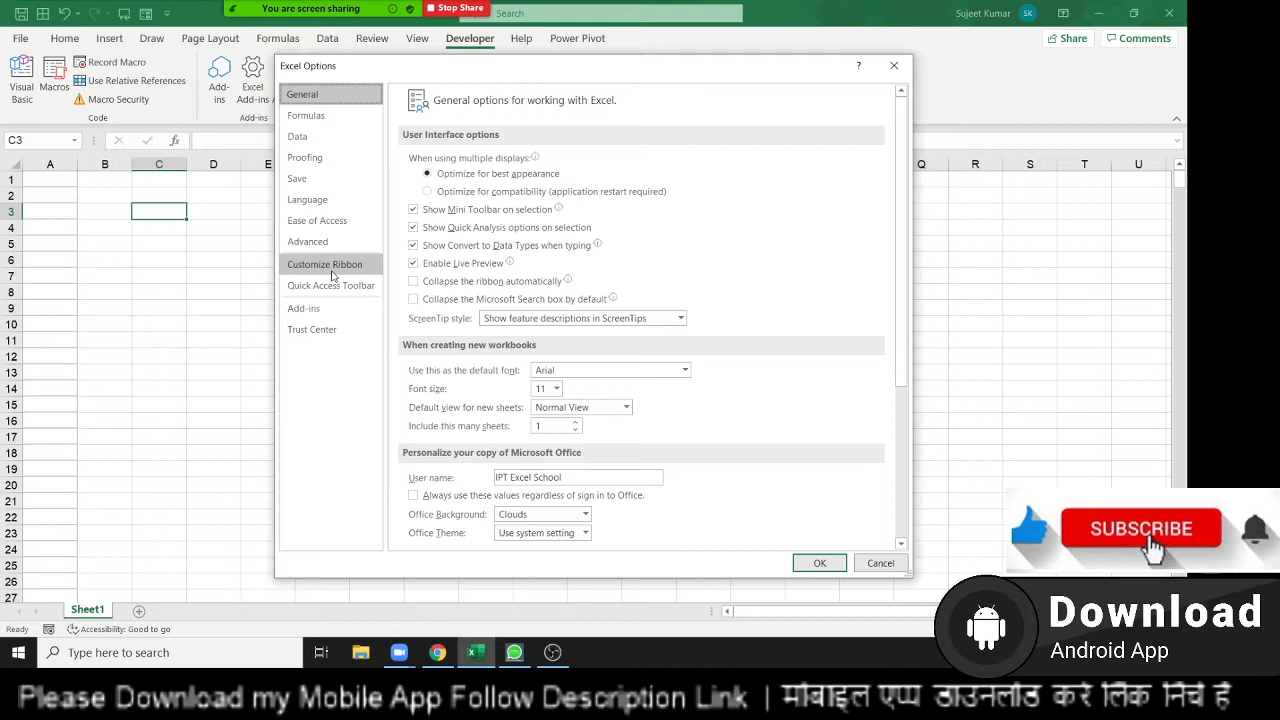 You are screen sharing
Stop Share
Search
Sujeet Kumar
SK
File
Home
Insert
Draw
Page Layout
Formulas
Data
Review
View
Developer
Help
Power Pivot
Share
Comments
Visual Basic
Macros
Record Macro
Use Relative References
Macro Security
Code
Add-ins
Excel Add-ins
Add-ins
C3
fx
A B C D E Q R S T U
1
2
3
4
5
6
7
8
9
10
11
12
13
14
15
16
17
18
19
20
21
22
23
24
25
26
27
Excel Options
?
General
Formulas
Data
Proofing
Save
Language
Ease of Access
Advanced
Customize Ribbon
Quick Access Toolbar
Add-ins
Trust Center
General options for working with Excel.
User Interface options
When using multiple displays:
Optimize for best appearance
Optimize for compatibility (application restart required)
Show Mini Toolbar on selection
Show Quick Analysis options on selection
Show Convert to Data Types when typing
Enable Live Preview
Collapse the ribbon automatically
Collapse the Microsoft Search box by default
ScreenTip style: Show feature descriptions in ScreenTips
When creating new workbooks
Use this as the default font: Arial
Font size: 11
Default view for new sheets: Normal View
Include this many sheets: 1
Personalize your copy of Microsoft Office
User name: IPT Excel School
Always use these values regardless of sign in to Office.
Office Background: Clouds
Office Theme: Use system setting
OK
Cancel
SUBSCRIBE
Download
Android App
Sheet1
Ready
Accessibility: Good to go
Type here to search
Please Download my Mobile App Follow Description Link | मोबाइल एप्प डाउनलोड करे लिंक निचे है